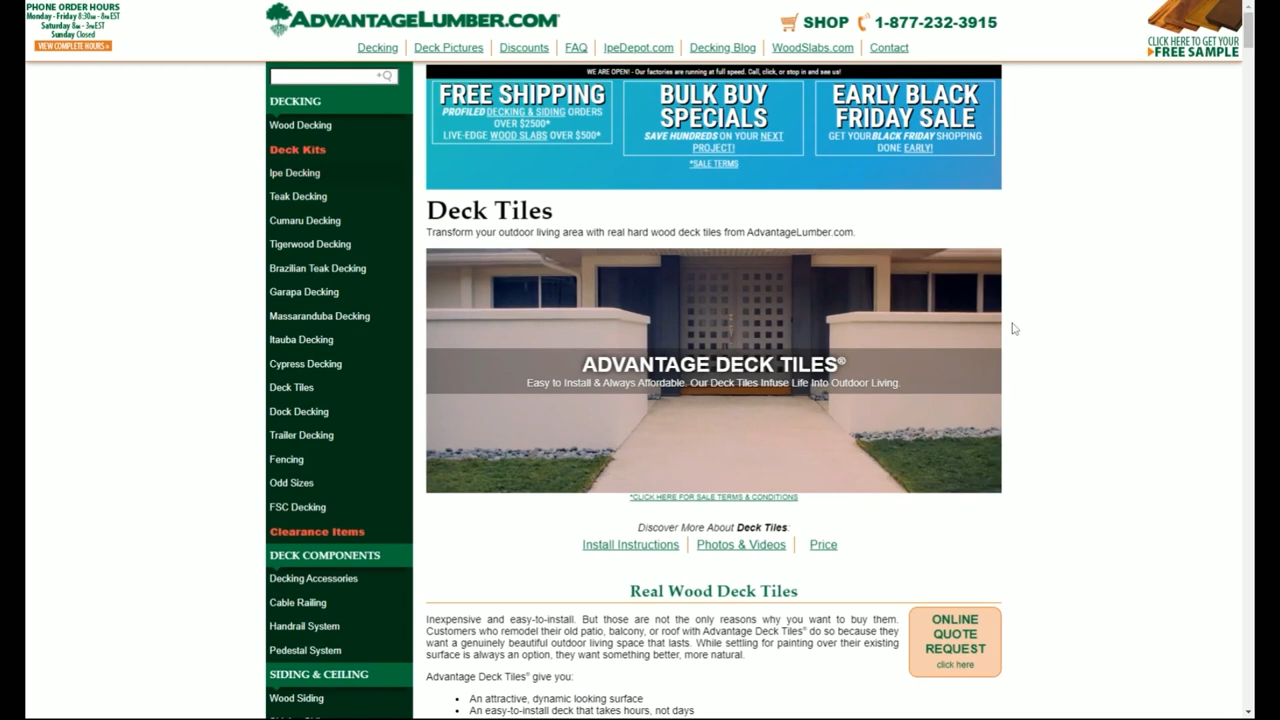 PHONE ORDER HOURS
Monday - Friday 8:30AM - 8PM EST
Saturday 8AM - 3PM EST
Sunday Closed
VIEW COMPLETE HOURS »
ADVANTAGELUMBER.COM™
SHOP 1-877-232-3915
CLICK HERE TO GET YOUR
FREE SAMPLE
Decking Deck Pictures Discounts FAQ IpeDepot.com Decking Blog WoodSlabs.com Contact
DECKING
Wood Decking
Deck Kits
Ipe Decking
Teak Decking
Cumaru Decking
Tigerwood Decking
Brazilian Teak Decking
Garapa Decking
Massaranduba Decking
Itauba Decking
Cypress Decking
Deck Tiles
Dock Decking
Trailer Decking
Fencing
Odd Sizes
FSC Decking
Clearance Items
DECK COMPONENTS
Decking Accessories
Cable Railing
Handrail System
Pedestal System
SIDING & CEILING
Wood Siding
WE ARE OPEN! - Our factories are running at full speed. Call, click, or stop in and see us!
FREE SHIPPING
PROFILED DECKING & SIDING ORDERS
OVER $2500*
LIVE-EDGE WOOD SLABS OVER $500*
BULK BUY
SPECIALS
SAVE HUNDREDS ON YOUR NEXT
PROJECT!
*SALE TERMS
EARLY BLACK
FRIDAY SALE
GET YOUR BLACK FRIDAY SHOPPING
DONE EARLY!
Deck Tiles
Transform your outdoor living area with real hard wood deck tiles from AdvantageLumber.com.
ADVANTAGE DECK TILES®
Easy to Install & Always Affordable. Our Deck Tiles Infuse Life Into Outdoor Living.
*CLICK HERE FOR SALE TERMS & CONDITIONS
Discover More About Deck Tiles:
Install Instructions Photos & Videos Price
Real Wood Deck Tiles
Inexpensive and easy-to-install. But those are not the only reasons why you want to buy them.
Customers who remodel their old patio, balcony, or roof with Advantage Deck Tiles® do so because they
want a genuinely beautiful outdoor living space that lasts. While settling for painting over their existing
surface is always an option, they want something better, more natural.
Advantage Deck Tiles® give you:
• An attractive, dynamic looking surface
• An easy-to-install deck that takes hours, not days
ONLINE
QUOTE
REQUEST
click here